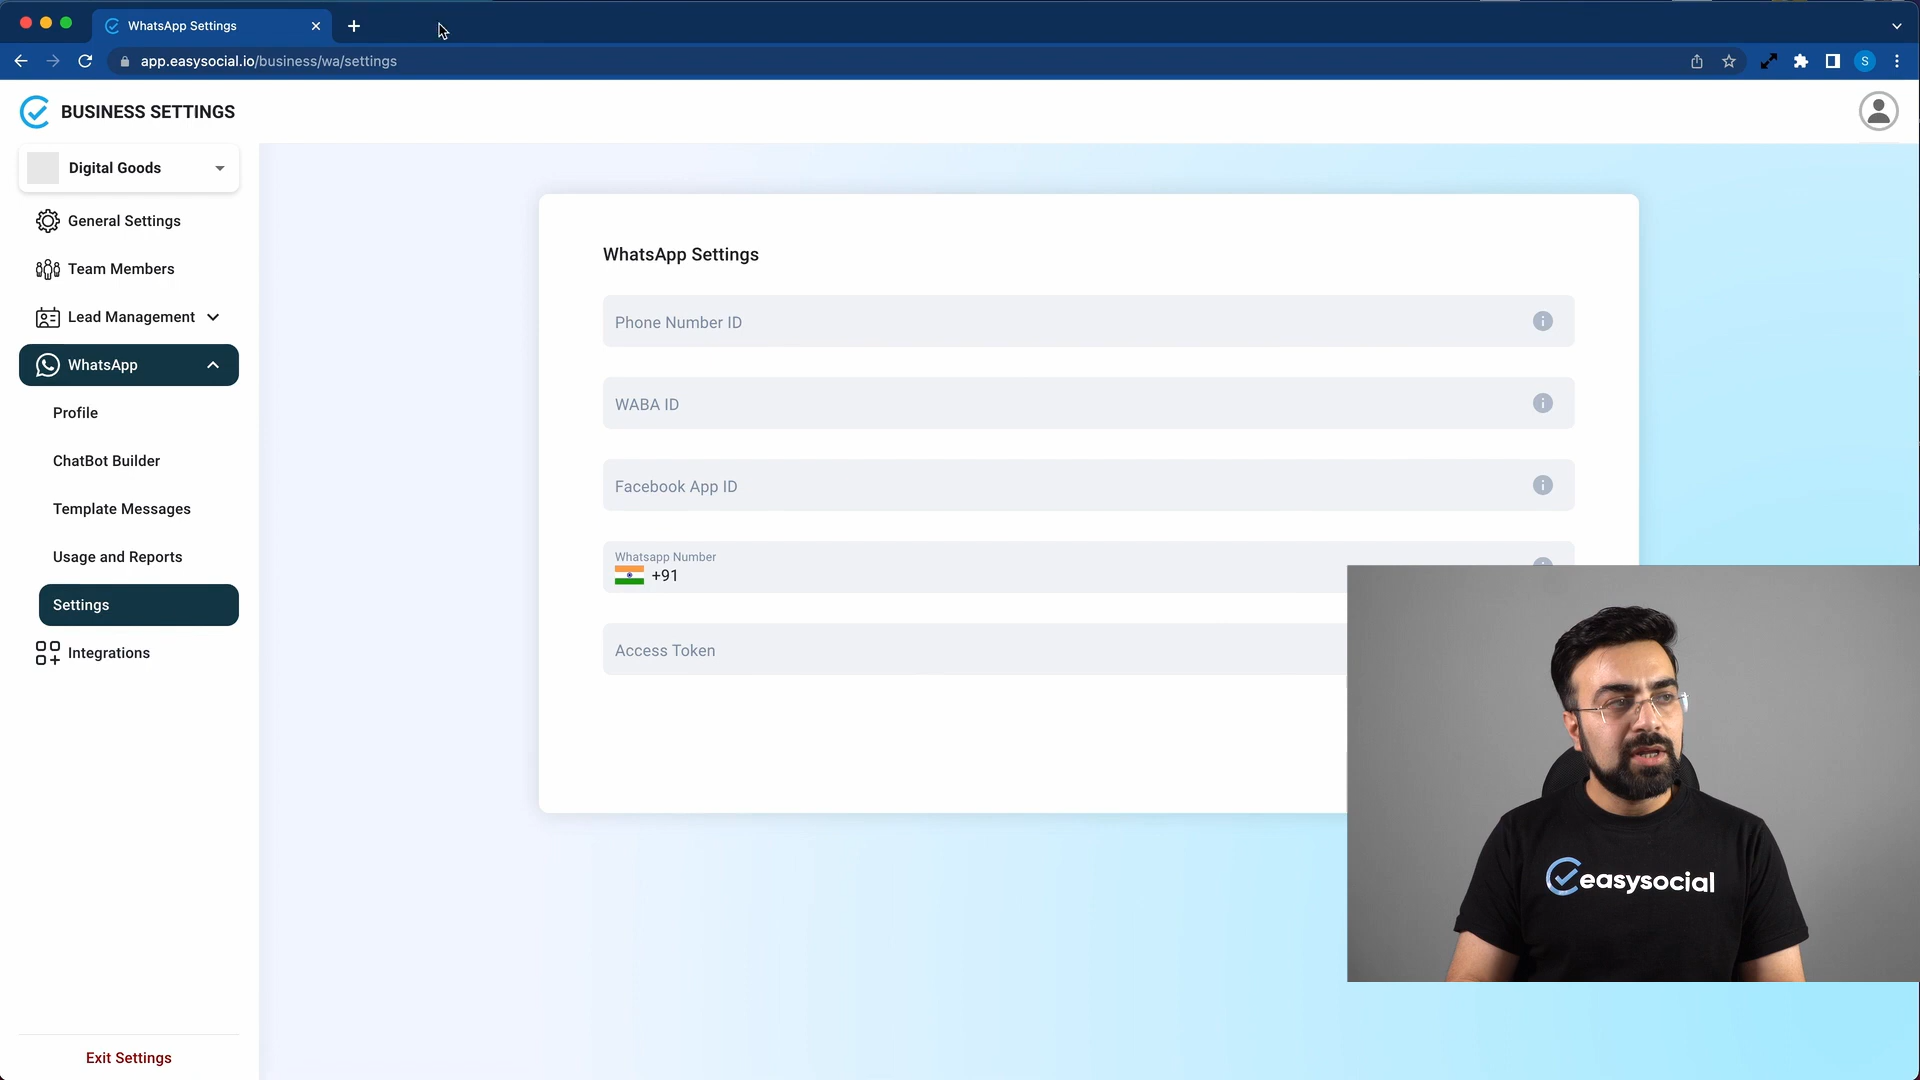 WhatsApp Settings
app.easysocial.io/business/wa/settings
S
BUSINESS SETTINGS
Digital Goods
General Settings
Team Members
Lead Management
WhatsApp
Profile
ChatBot Builder
Template Messages
Usage and Reports
Settings
Integrations
Exit Settings
WhatsApp Settings
Phone Number ID
WABA ID
Facebook App ID
Whatsapp Number
+91
Access Token
easysocial